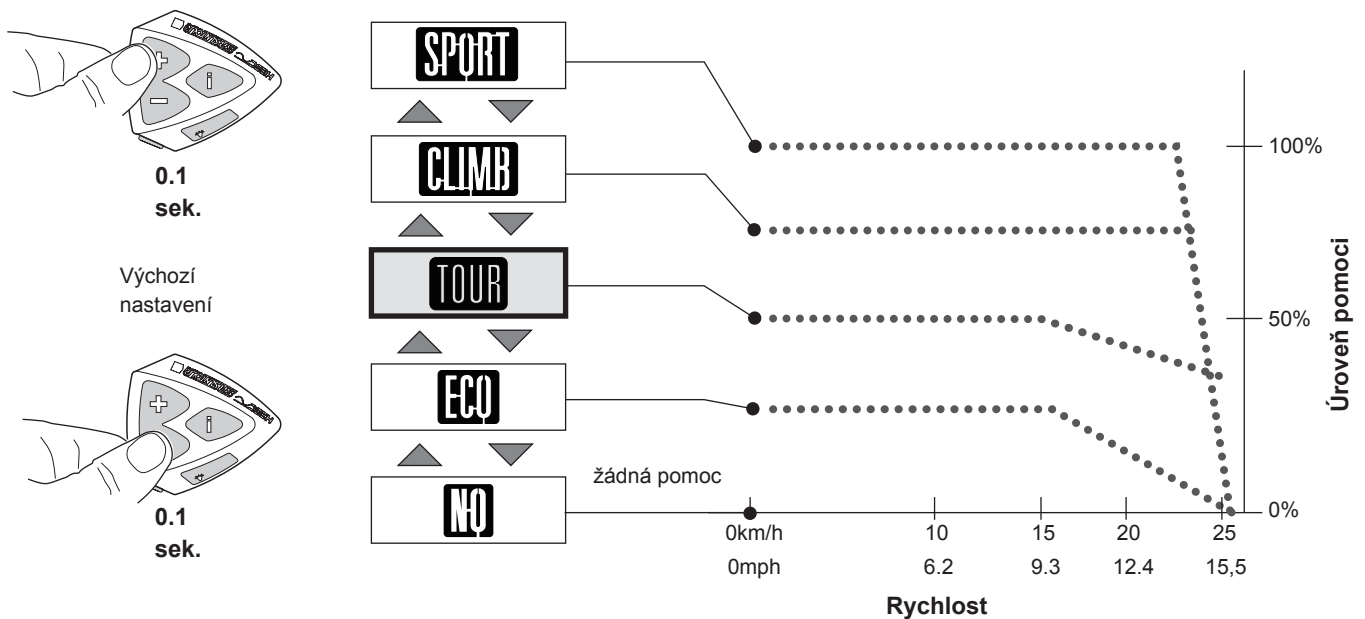 0.1
sek.
Výchozí
nastavení
0.1
sek.
SPORT
CLIMB
TOUR
ECO
NO
žádná pomoc
100%
50%
0%
Úroveň pomoci
0km/h 10 15 20 25
0mph 6.2 9.3 12.4 15,5
Rychlost